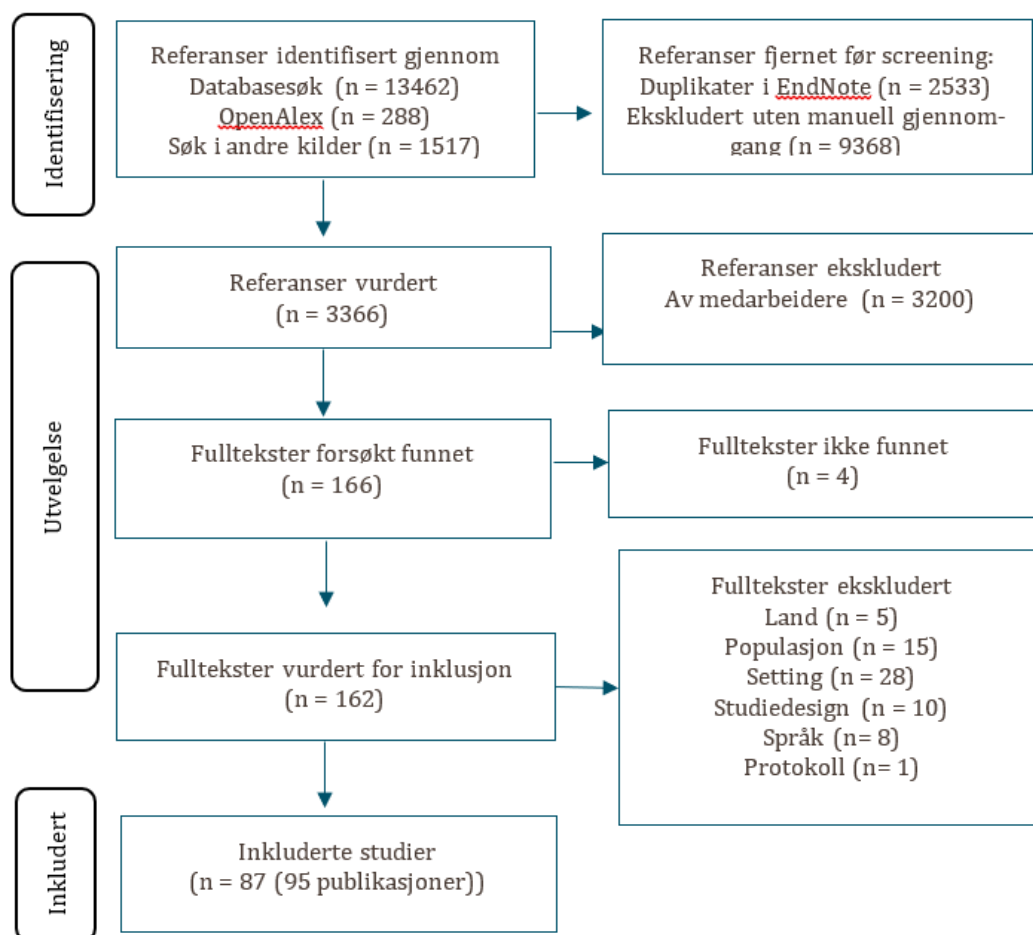 Identifisering
Referanser identifisert gjennom
Databasesøk (n = 13462)
OpenAlex (n = 288)
Søk i andre kilder (n = 1517)
Referanser fjernet før screening:
Duplikater i EndNote (n = 2533)
Ekskludert uten manuell gjennom-
gang (n = 9368)
Utvelgelse
Referanser vurdert
(n = 3366)
Referanser ekskludert
Av medarbeidere (n = 3200)
Fulltekster forsøkt funnet
(n = 166)
Fulltekster ikke funnet
(n = 4)
Fulltekster vurdert for inklusjon
(n = 162)
Fulltekster ekskludert
Land (n = 5)
Populasjon (n = 15)
Setting (n = 28)
Studiedesign (n = 10)
Språk (n= 8)
Protokoll (n= 1)
Inkludert
Inkluderte studier
(n = 87 (95 publikasjoner))